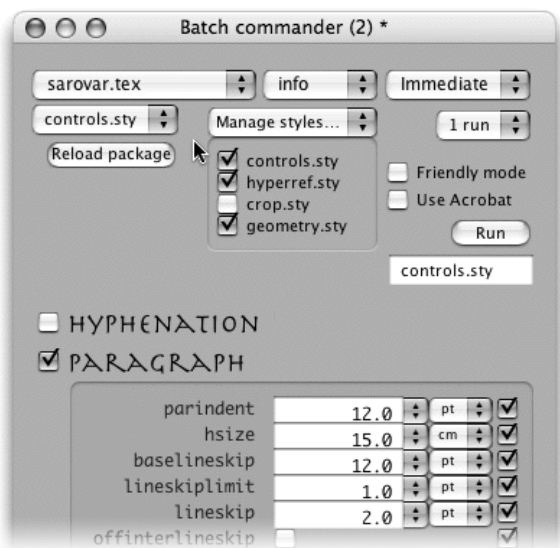 Batch commander (2) *
sarovar.tex info Immediate
controls.sty Manage styles... 1 run
Reload package
controls.sty
hyperref.sty
crop.sty
geometry.sty
Friendly mode
Use Acrobat
Run
controls.sty
HYPHENATION
PARAGRAPH
parindent 12.0 pt
hsize 15.0 cm
baselineskip 12.0 pt
lineskiplimit 1.0 pt
lineskip 2.0 pt
offinterlineskip